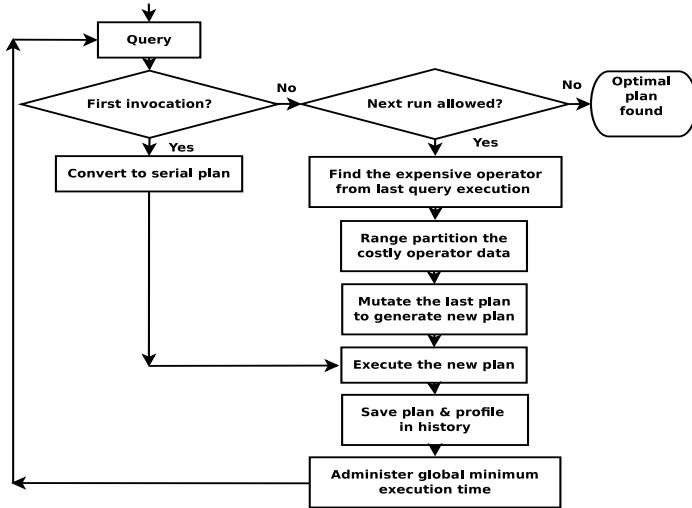 Query
First invocation?
No
Next run allowed?
No
Optimal
plan
found
Yes
Convert to serial plan
Yes
Find the expensive operator
from last query execution
Range partition the
costly operator data
Mutate the last plan
to generate new plan
Execute the new plan
Save plan & profile
in history
Administer global minimum
execution time